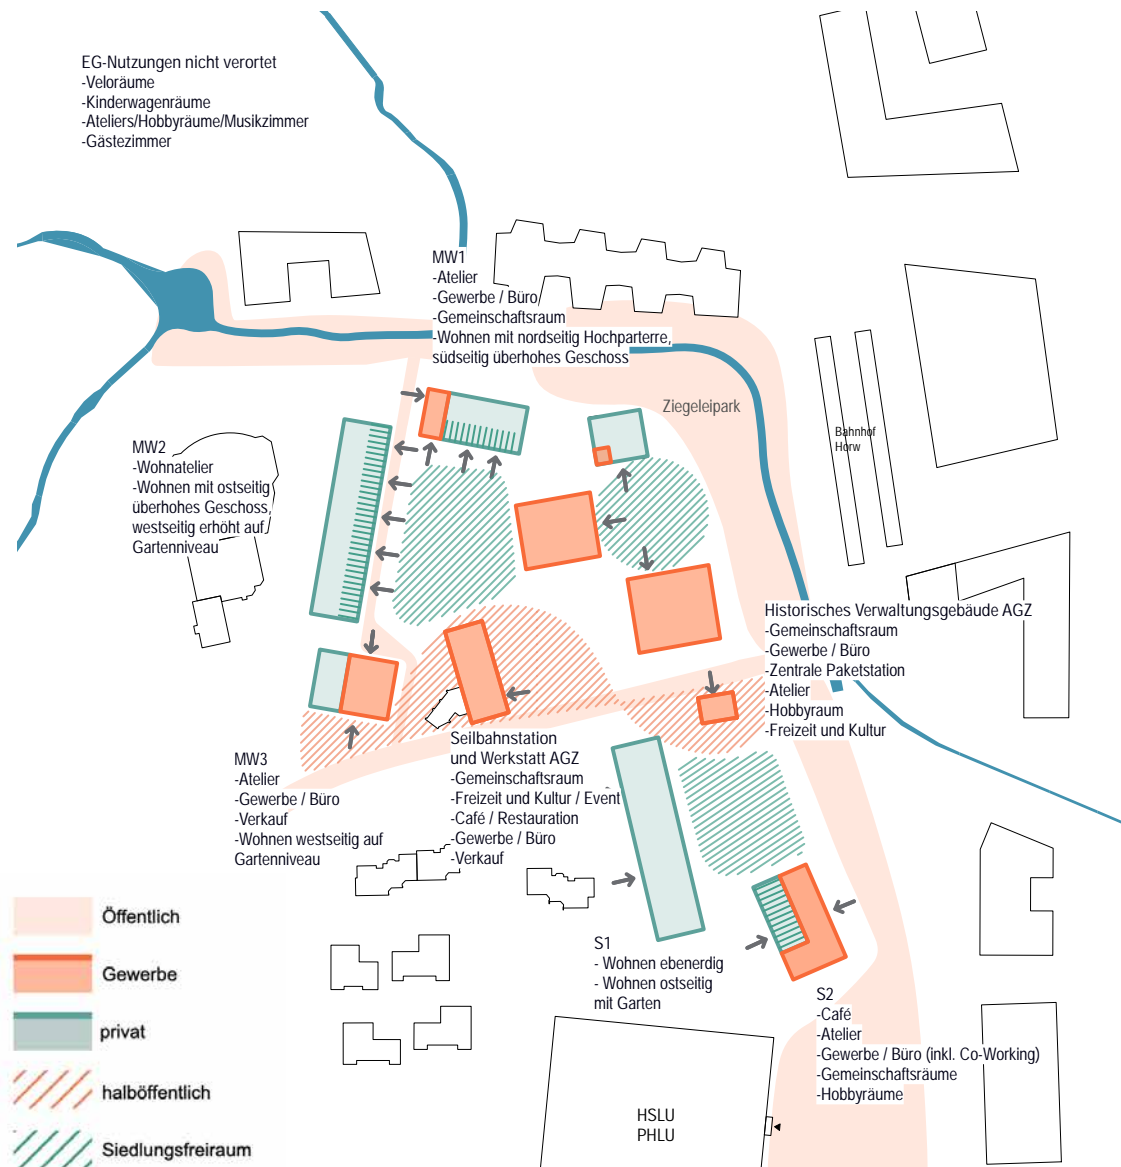 EG-Nutzungen nicht verortet
-Veloräume
-Kinderwagenräume
-Ateliers/Hobbyräume/Musikzimmer
-Gästezimmer
MW1
-Atelier
-Gewerbe / Büro
-Gemeinschaftsraum
-Wohnen mit nordseitig Hochparterre,
südseitig überhohes Geschoss
Ziegeleipark
Bahnhof
Horw
MW2
-Wohnatelier
-Wohnen mit ostseitig
überhohes Geschoss,
westseitig erhöht auf
Gartenniveau
Historisches Verwaltungsgebäude AGZ
-Gemeinschaftsraum
-Gewerbe / Büro
-Zentrale Paketstation
-Atelier
-Hobbyraum
-Freizeit und Kultur
MW3
-Atelier
-Gewerbe / Büro
-Verkauf
-Wohnen westseitig auf
Gartenniveau
Seilbahnstation
und Werkstatt AGZ
-Gemeinschaftsraum
-Freizeit und Kultur / Event
-Café / Restauration
-Gewerbe / Büro
-Verkauf
S1
- Wohnen ebenerdig
- Wohnen ostseitig
mit Garten
S2
-Café
-Atelier
-Gewerbe / Büro (inkl. Co-Working)
-Gemeinschaftsräume
-Hobbyräume
HSLU
PHLU
Öffentlich
Gewerbe
privat
halböffentlich
Siedlungsfreiraum